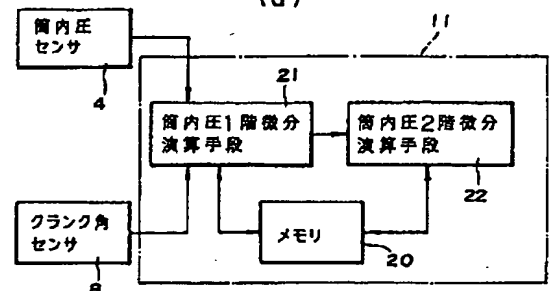 (a)
筒内圧
センサ
4
11
21
筒内圧1階微分
演算手段
筒内圧2階微分
演算手段
22
クランク角
センサ
8
メモリ
20